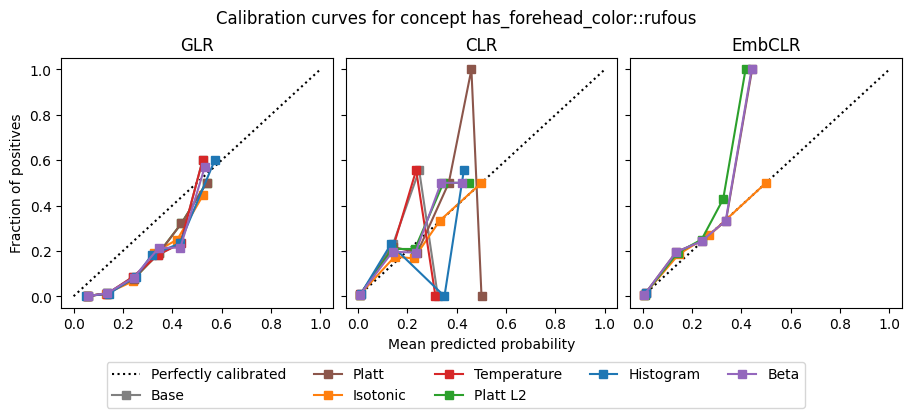 Calibration curves for concept has_forehead_color::rufous
GLR
CLR
EmbCLR
Fraction of positives
1.0
0.8
0.6
0.4
0.2
0.0
0.0 0.2 0.4 0.6 0.8 1.0
0.0 0.2 0.4 0.6 0.8 1.0
0.0 0.2 0.4 0.6 0.8 1.0
Mean predicted probability
Perfectly calibrated
Base
Platt
Isotonic
Temperature
Platt L2
Histogram
Beta